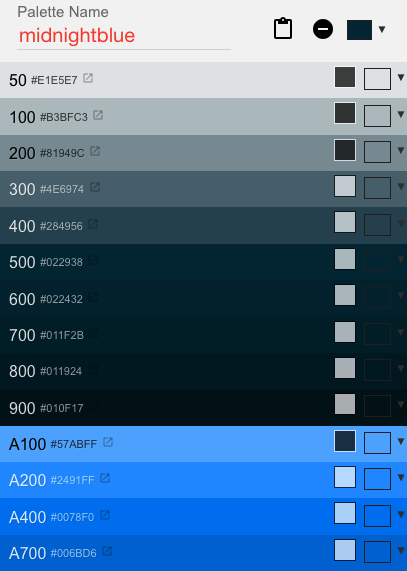 Palette Name
midnightblue
50 #E1E5E7
100 #B3BFC3
200 #81949C
300 #4E6974
400 #284956
500 #022938
600 #022432
700 #011F2B
800 #011924
900 #010F17
A100 #57ABFF
A200 #2491FF
A400 #0078F0
A700 #006BD6